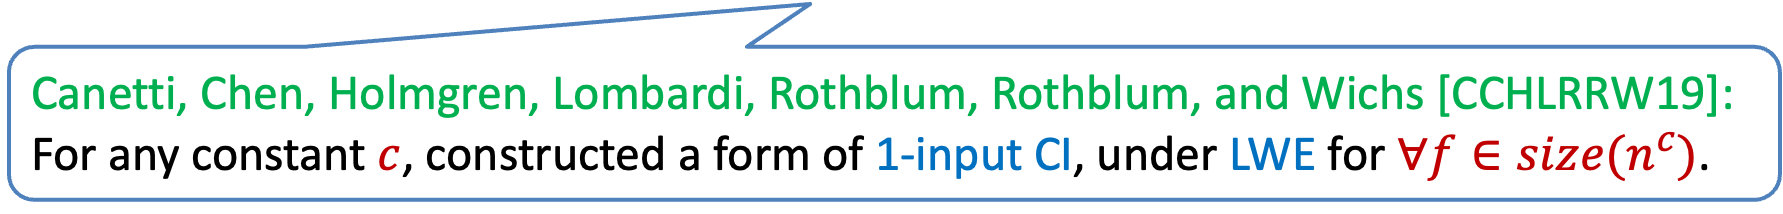 Canetti, Chen, Holmgren, Lombardi, Rothblum, Rothblum, and Wichs [CCHLRRW19]:
For any constant c, constructed a form of 1-input CI, under LWE for ∀f ∈ size(n^c).